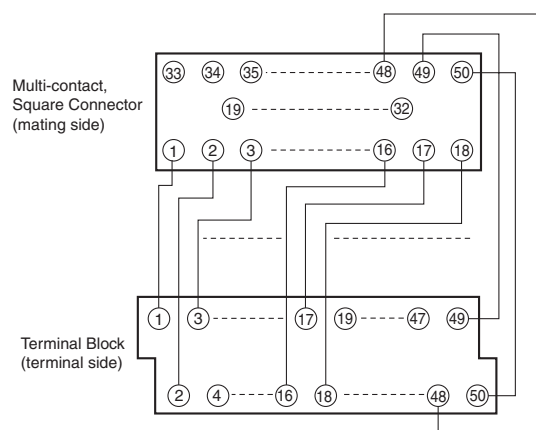 33 34 35 48 49 50
Multi-contact,
Square Connector
(mating side)
19 32
1 2 3 16 17 18
1 3 17 19 47 49
Terminal Block
(terminal side)
2 4 16 18 48 50